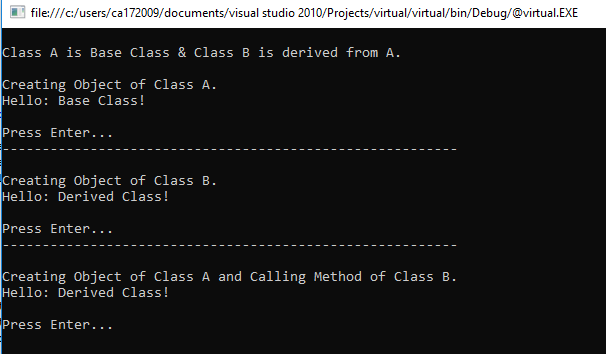 file:///c:/users/ca172009/documents/visual studio 2010/Projects/virtual/virtual/bin/Debug/@virtual.EXE
Class A is Base Class & Class B is derived from A.
Creating Object of Class A.
Hello: Base Class!
Press Enter...
---------------------------------------------------------
Creating Object of Class B.
Hello: Derived Class!
Press Enter...
---------------------------------------------------------
Creating Object of Class A and Calling Method of Class B.
Hello: Derived Class!
Press Enter...